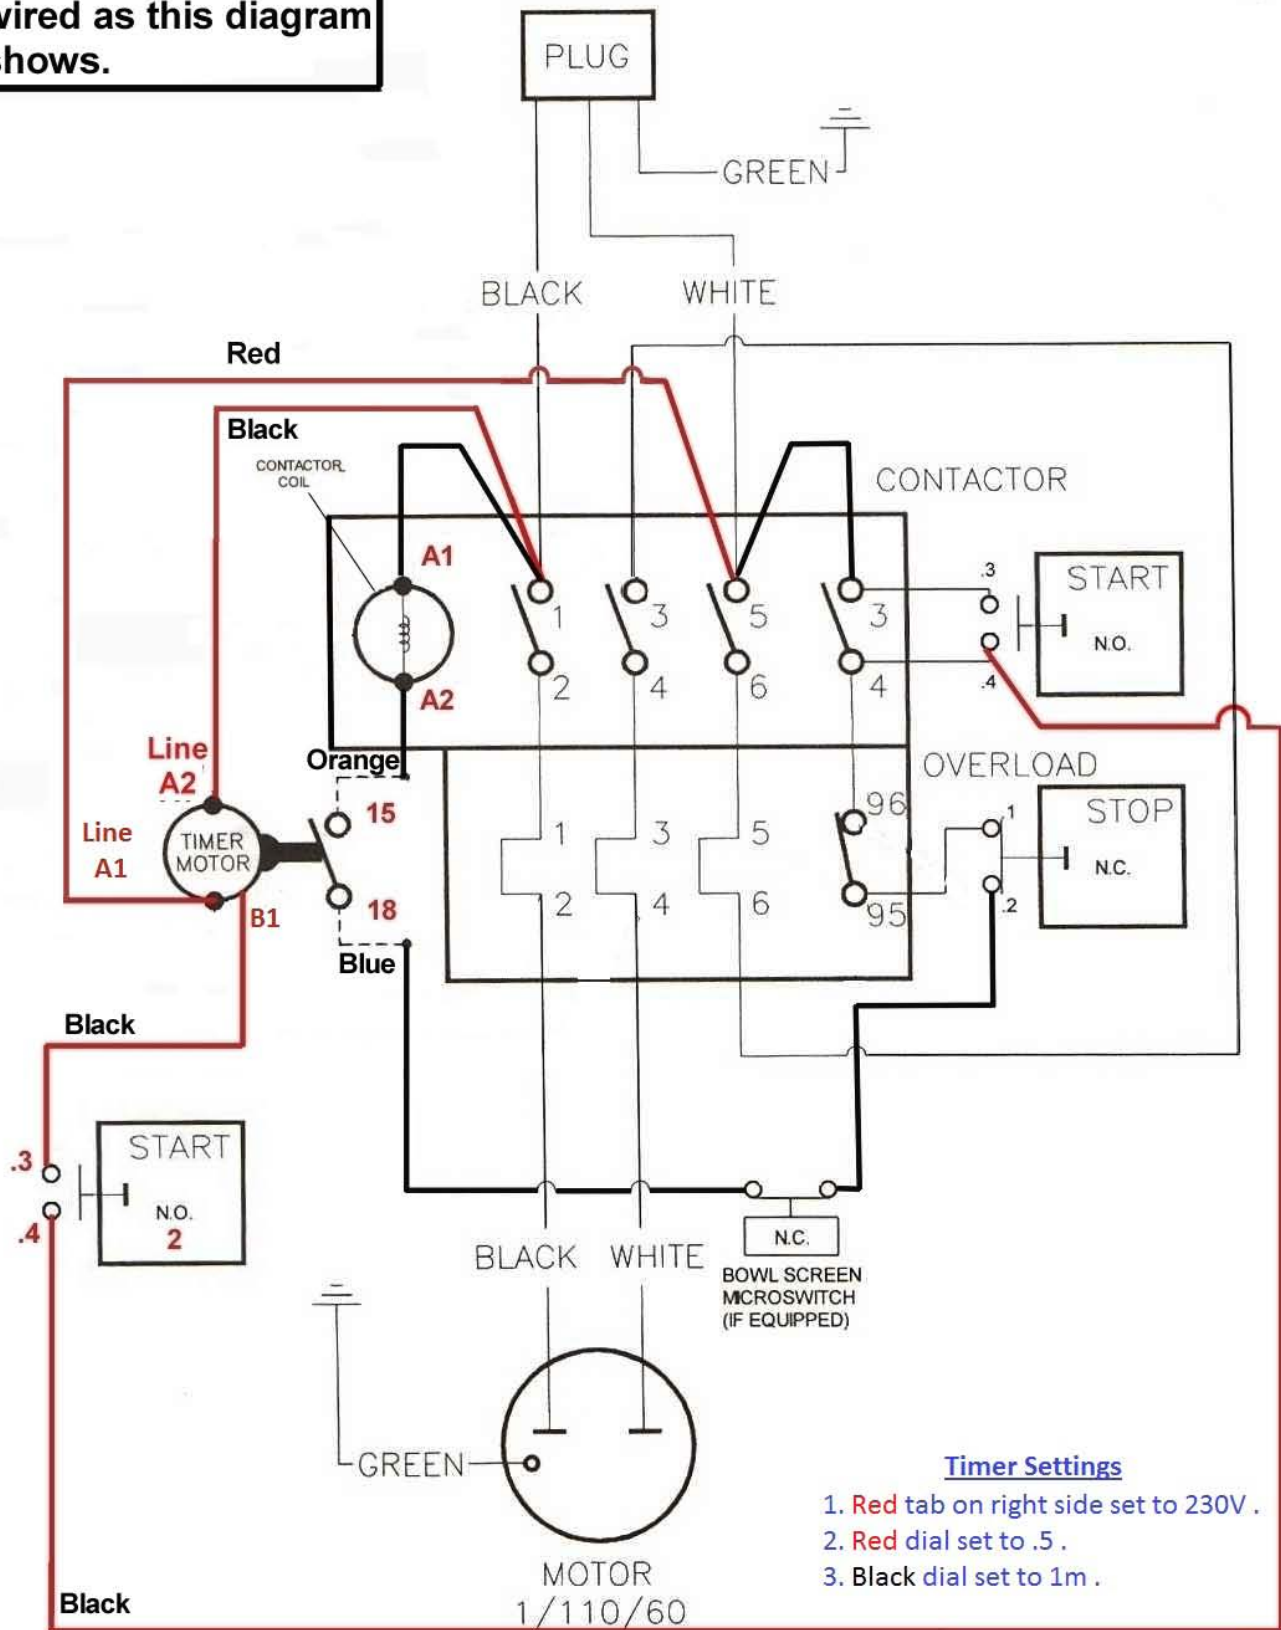 wired as this diagram
shows.
PLUG
GREEN
BLACK
WHITE
Red
Black
CONTACTOR
COIL
CONTACTOR
A1
A2
1
2
3
4
5
6
3
4
.3
.4
START
N.O.
Line
A2
Line
A1
TIMER
MOTOR
B1
Orange
15
18
Blue
OVERLOAD
1
2
3
4
5
6
96
95
.1
.2
STOP
N.C.
Black
.3
.4
START
N.O.
2
BLACK
WHITE
N.C.
BOWL SCREEN
MICROSWITCH
(IF EQUIPPED)
GREEN
MOTOR
1/110/60
Black
Timer Settings
1. Red tab on right side set to 230V .
2. Red dial set to .5 .
3. Black dial set to 1m .